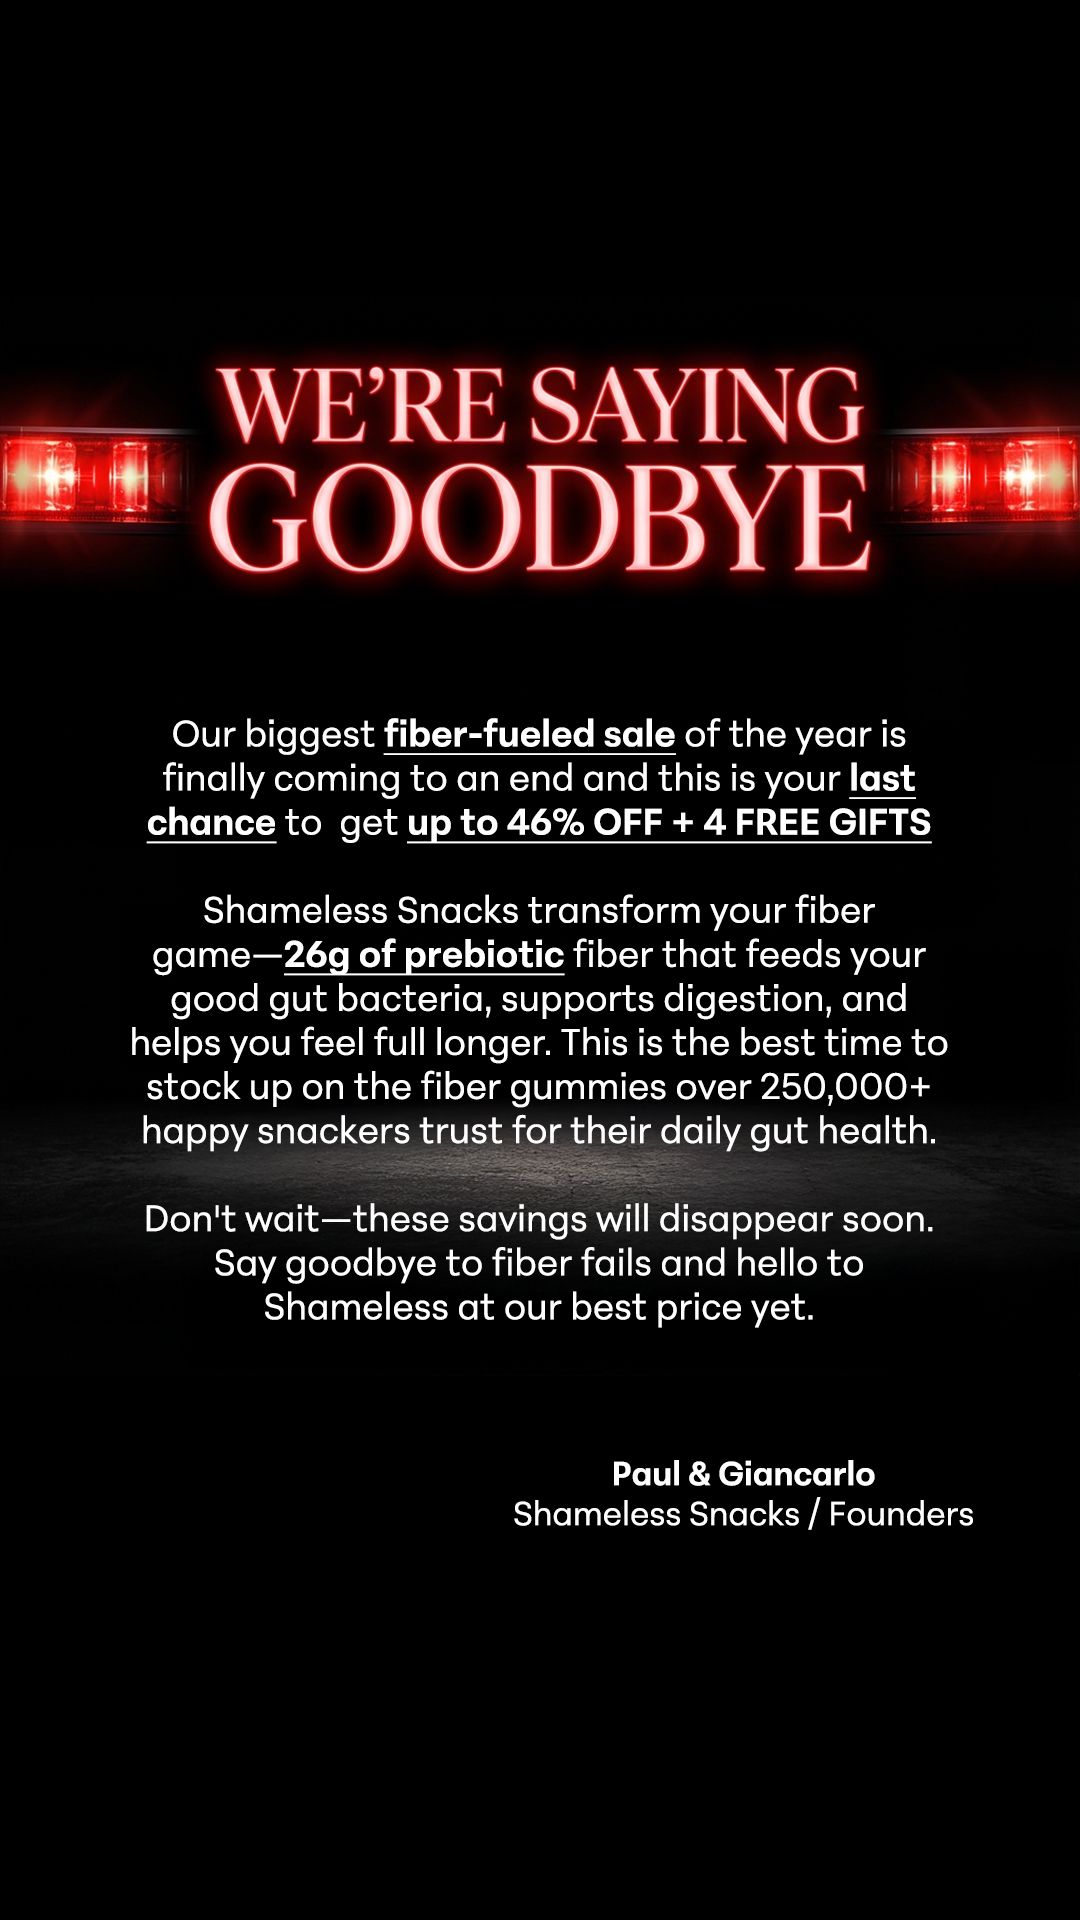 WE’RE SAYING
GOODBYE
Our biggest fiber-fueled sale of the year is
finally coming to an end and this is your last
chance to  get up to 46% OFF + 4 FREE GIFTS
Shameless Snacks transform your fiber
game—26g of prebiotic fiber that feeds your
good gut bacteria, supports digestion, and
helps you feel full longer. This is the best time to
stock up on the fiber gummies over 250,000+
happy snackers trust for their daily gut health.
Don't wait—these savings will disappear soon.
Say goodbye to fiber fails and hello to
Shameless at our best price yet.
Paul & Giancarlo
Shameless Snacks / Founders